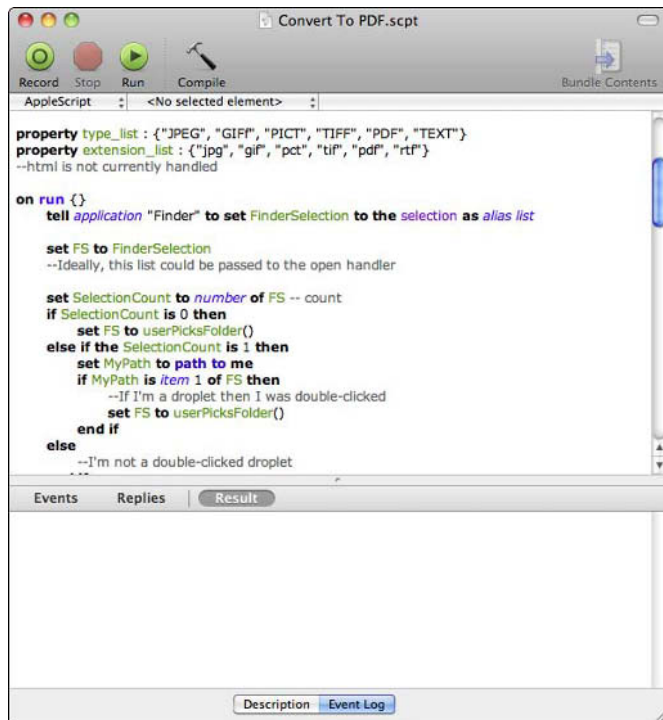 Convert To PDF.scpt
Record Stop Run Compile Bundle Contents
AppleScript <No selected element>
property type_list : {"JPEG", "GIFf", "PICT", "TIFF", "PDF", "TEXT"}
property extension_list : {"jpg", "gif", "pct", "tif", "pdf", "rtf"}
--html is not currently handled
on run {}
tell application "Finder" to set FinderSelection to the selection as alias list
set FS to FinderSelection
--Ideally, this list could be passed to the open handler
set SelectionCount to number of FS -- count
if SelectionCount is 0 then
set FS to userPicksFolder()
else if the SelectionCount is 1 then
set MyPath to path to me
if MyPath is item 1 of FS then
--If I'm a droplet then I was double-clicked
set FS to userPicksFolder()
end if
else
--I'm not a double-clicked droplet
Events Replies Result
Description Event Log